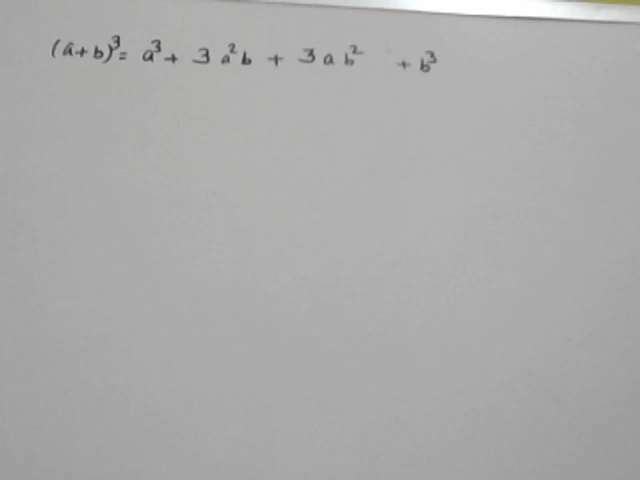 (a+b)³= a³+ 3 a²b + 3 a b² + b³